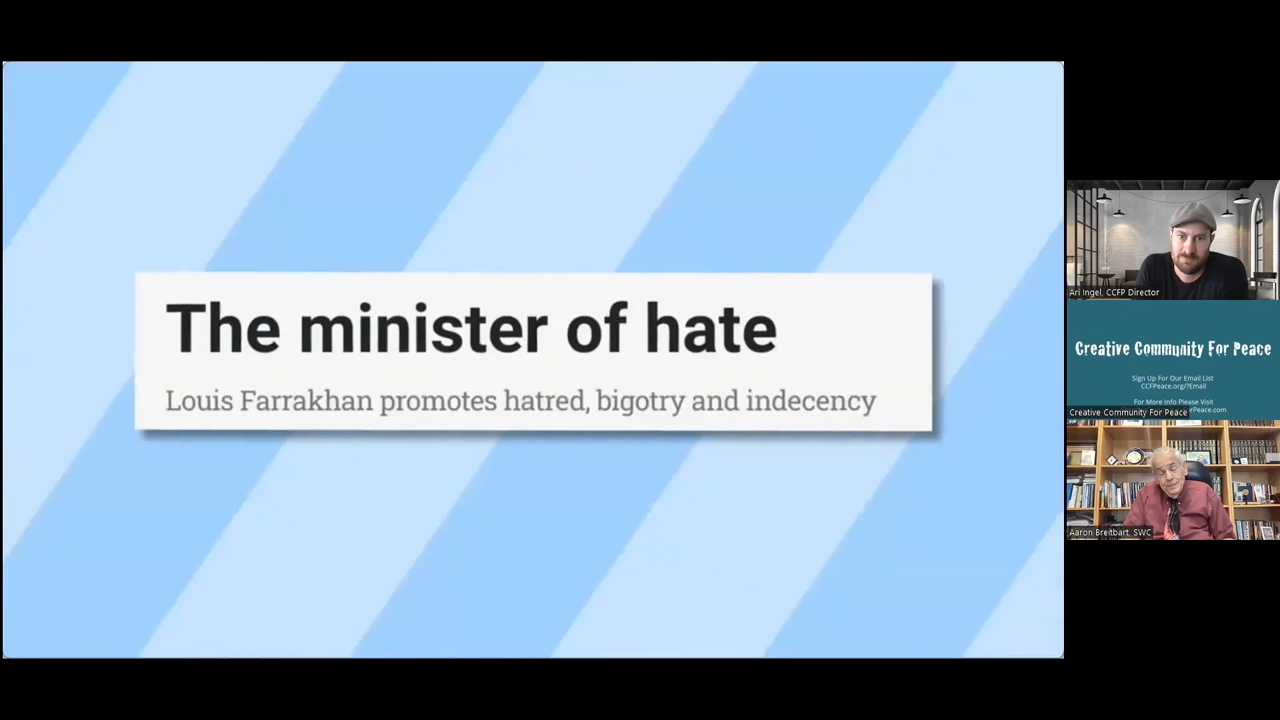 The minister of hate
Louis Farrakhan promotes hatred, bigotry and indecency
Ari Ingel, CCFP Director
Creative Community For Peace
Sign Up For Our Email List
CCFPeace.org/?Email
For More Info Please Visit
rPeace.com
Creative Community For Peace
Aaron Breitbart, SWC